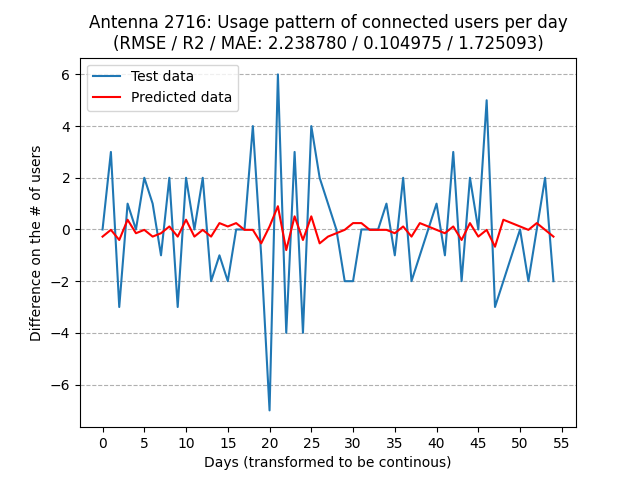 Antenna 2716: Usage pattern of connected users per day
(RMSE / R2 / MAE: 2.238780 / 0.104975 / 1.725093)
Test data
Predicted data
Difference on the # of users
6
4
2
0
−2
−4
−6
0 5 10 15 20 25 30 35 40 45 50 55
Days (transformed to be continous)